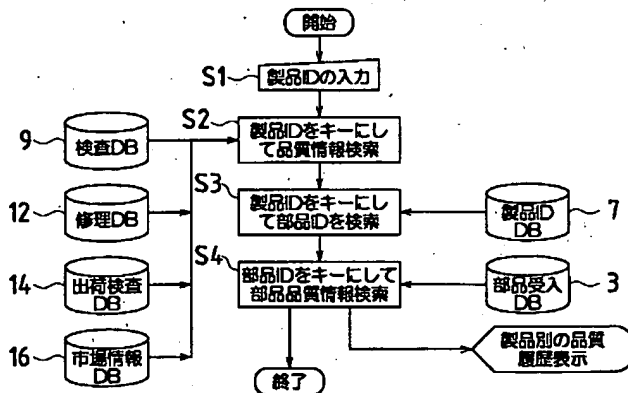 開始
S1
製品IDの入力
S2
製品IDをキーにし
て品質情報検索
9
検査DB
S3
製品IDをキーにし
て部品IDを検索
12
修理DB
製品ID
DB
7
S4
部品IDをキーにして
部品品質情報検索
14
出荷検査
DB
部品受入
DB
3
16
市場情報
DB
製品別の品質
履歴表示
終了